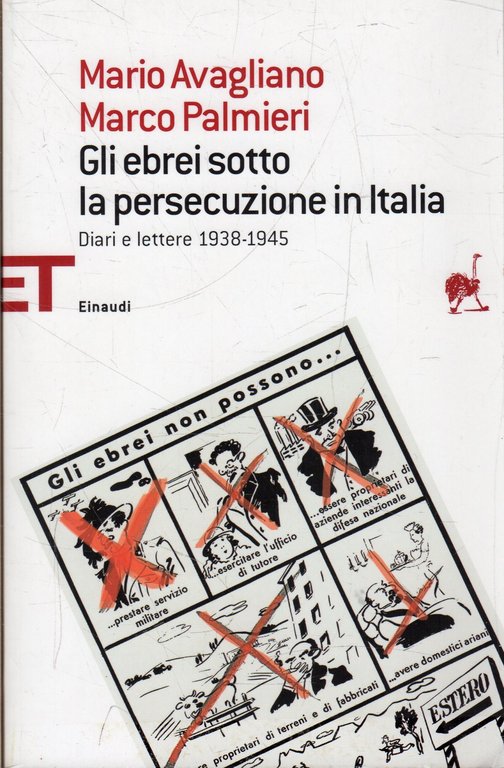 Mario Avagliano
Marco Palmieri
Gli ebrei sotto
la persecuzione in Italia
Diari e lettere 1938-1945
ET
Einaudi
Gli ebrei non possono...
...prestare servizio
militare
...esercitare l'ufficio
di tutore
...essere proprietari di
aziende interessanti la
difesa nazionale
proprietari di terreni e di fabbricati
...avere domestici ariani
ESTERO